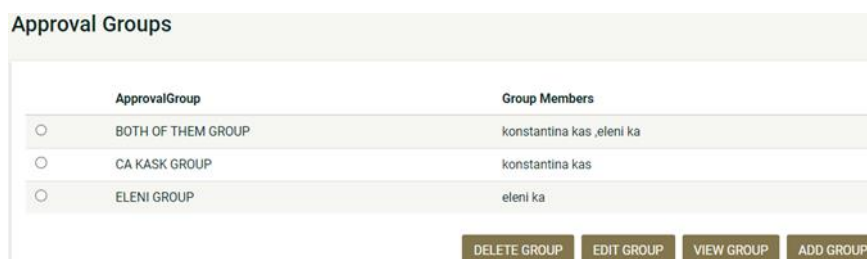 Approval Groups
ApprovalGroup Group Members
BOTH OF THEM GROUP konstantina kas ,eleni ka
CA KASK GROUP konstantina kas
ELENI GROUP eleni ka
DELETE GROUP EDIT GROUP VIEW GROUP ADD GROUP